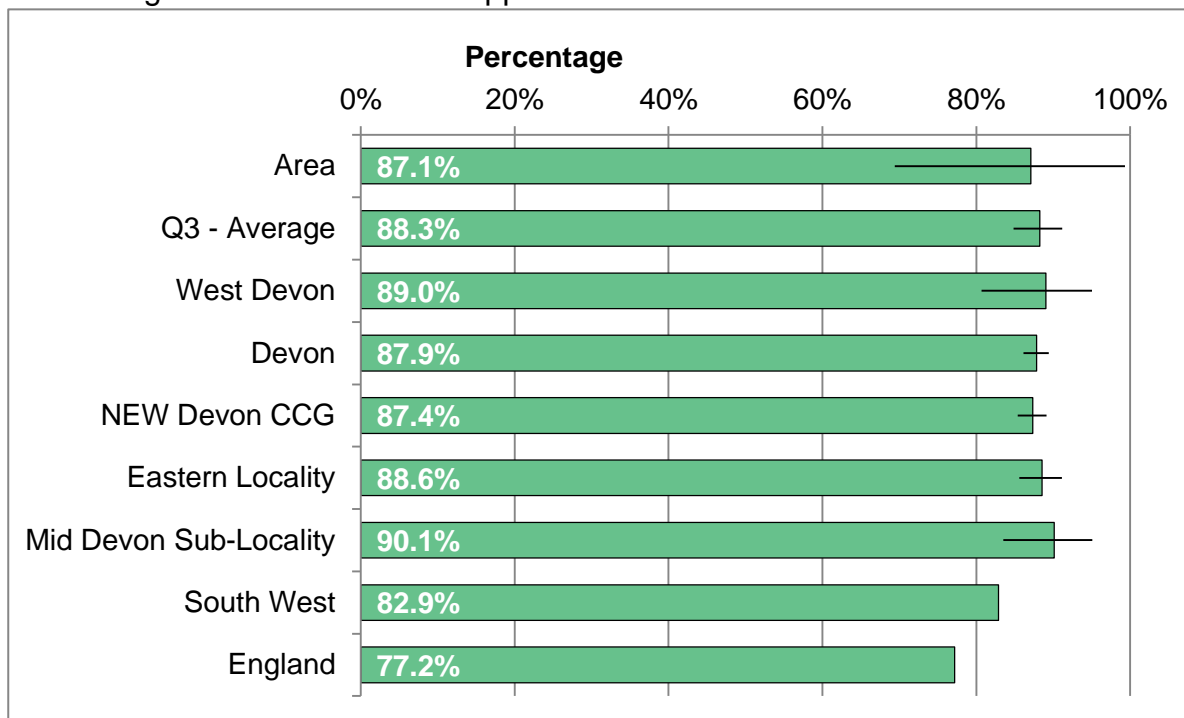 Percentage
0% 20% 40% 60% 80% 100%
Area 87.1%
Q3 - Average 88.3%
West Devon 89.0%
Devon 87.9%
NEW Devon CCG 87.4%
Eastern Locality 88.6%
Mid Devon Sub-Locality 90.1%
South West 82.9%
England 77.2%